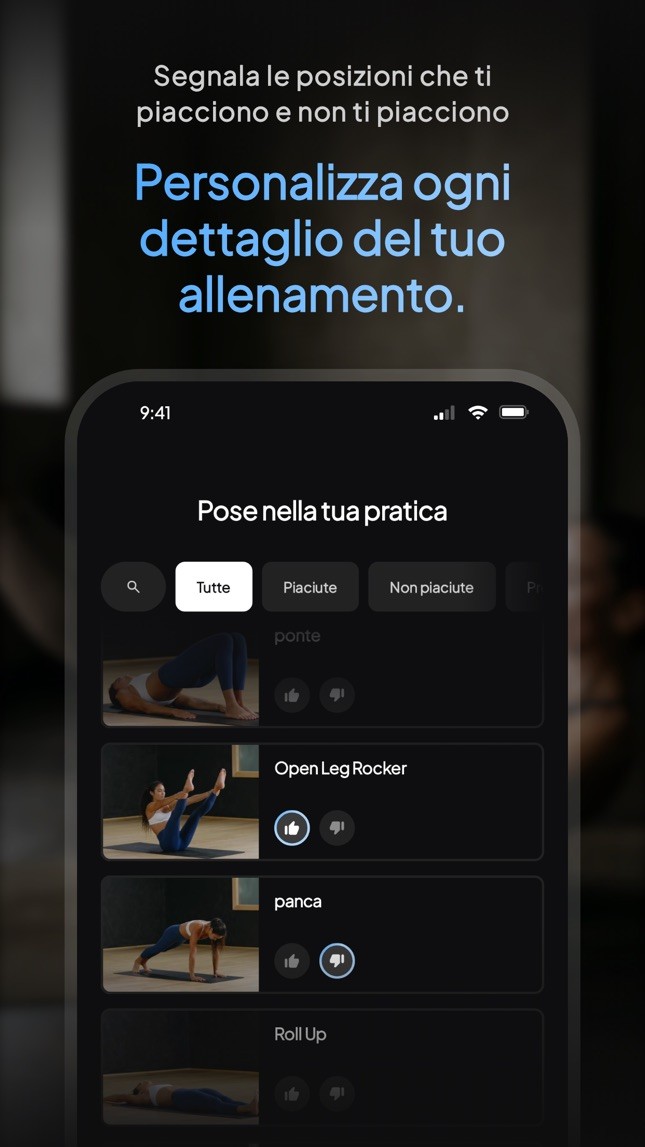 Segnala le posizioni che ti
piacciono e non ti piacciono
Personalizza ogni
dettaglio del tuo
allenamento.
9:41
Pose nella tua pratica
Tutte
Piaciute
Non piaciute
ponte
Open Leg Rocker
panca
Roll Up